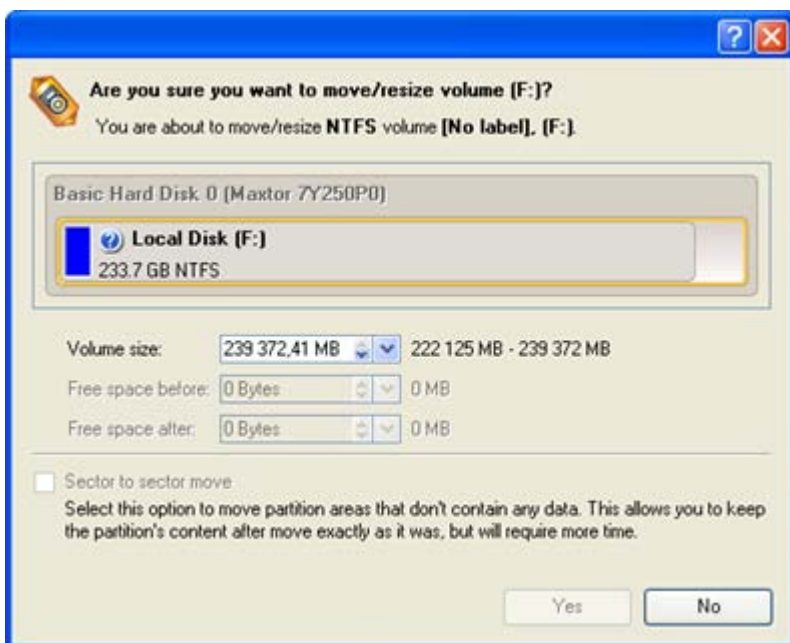 Are you sure you want to move/resize volume (F:)?
You are about to move/resize NTFS volume [No label], (F:).
Basic Hard Disk 0 (Maxtor 7Y250P0)
Local Disk (F:)
233.7 GB NTFS
Volume size: 239 372,41 MB 222 125 MB - 239 372 MB
Free space before: 0 Bytes 0 MB
Free space after: 0 Bytes 0 MB
Sector to sector move
Select this option to move partition areas that don't contain any data. This allows you to keep
the partition's content after move exactly as it was, but will require more time.
Yes No